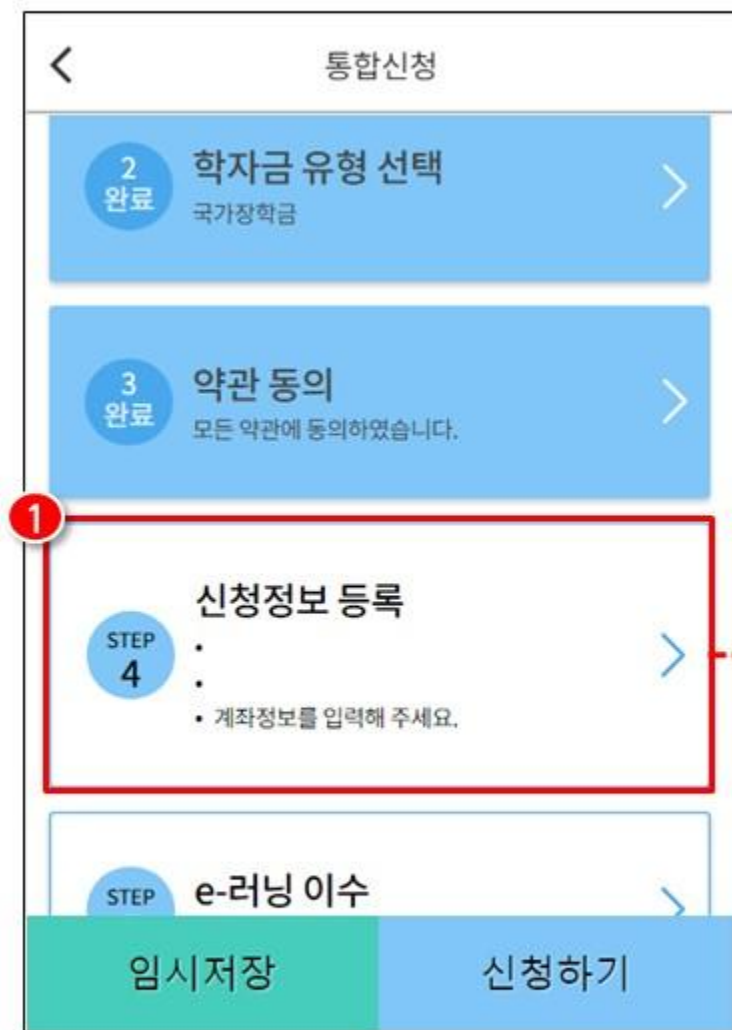 통합신청
2
완료
학자금 유형 선택
국가장학금
3
완료
약관 동의
모든 약관에 동의하였습니다.
1
STEP
4
신청정보 등록
•
•
• 계좌정보를 입력해 주세요.
STEP
e-러닝 이수
임시저장
신청하기